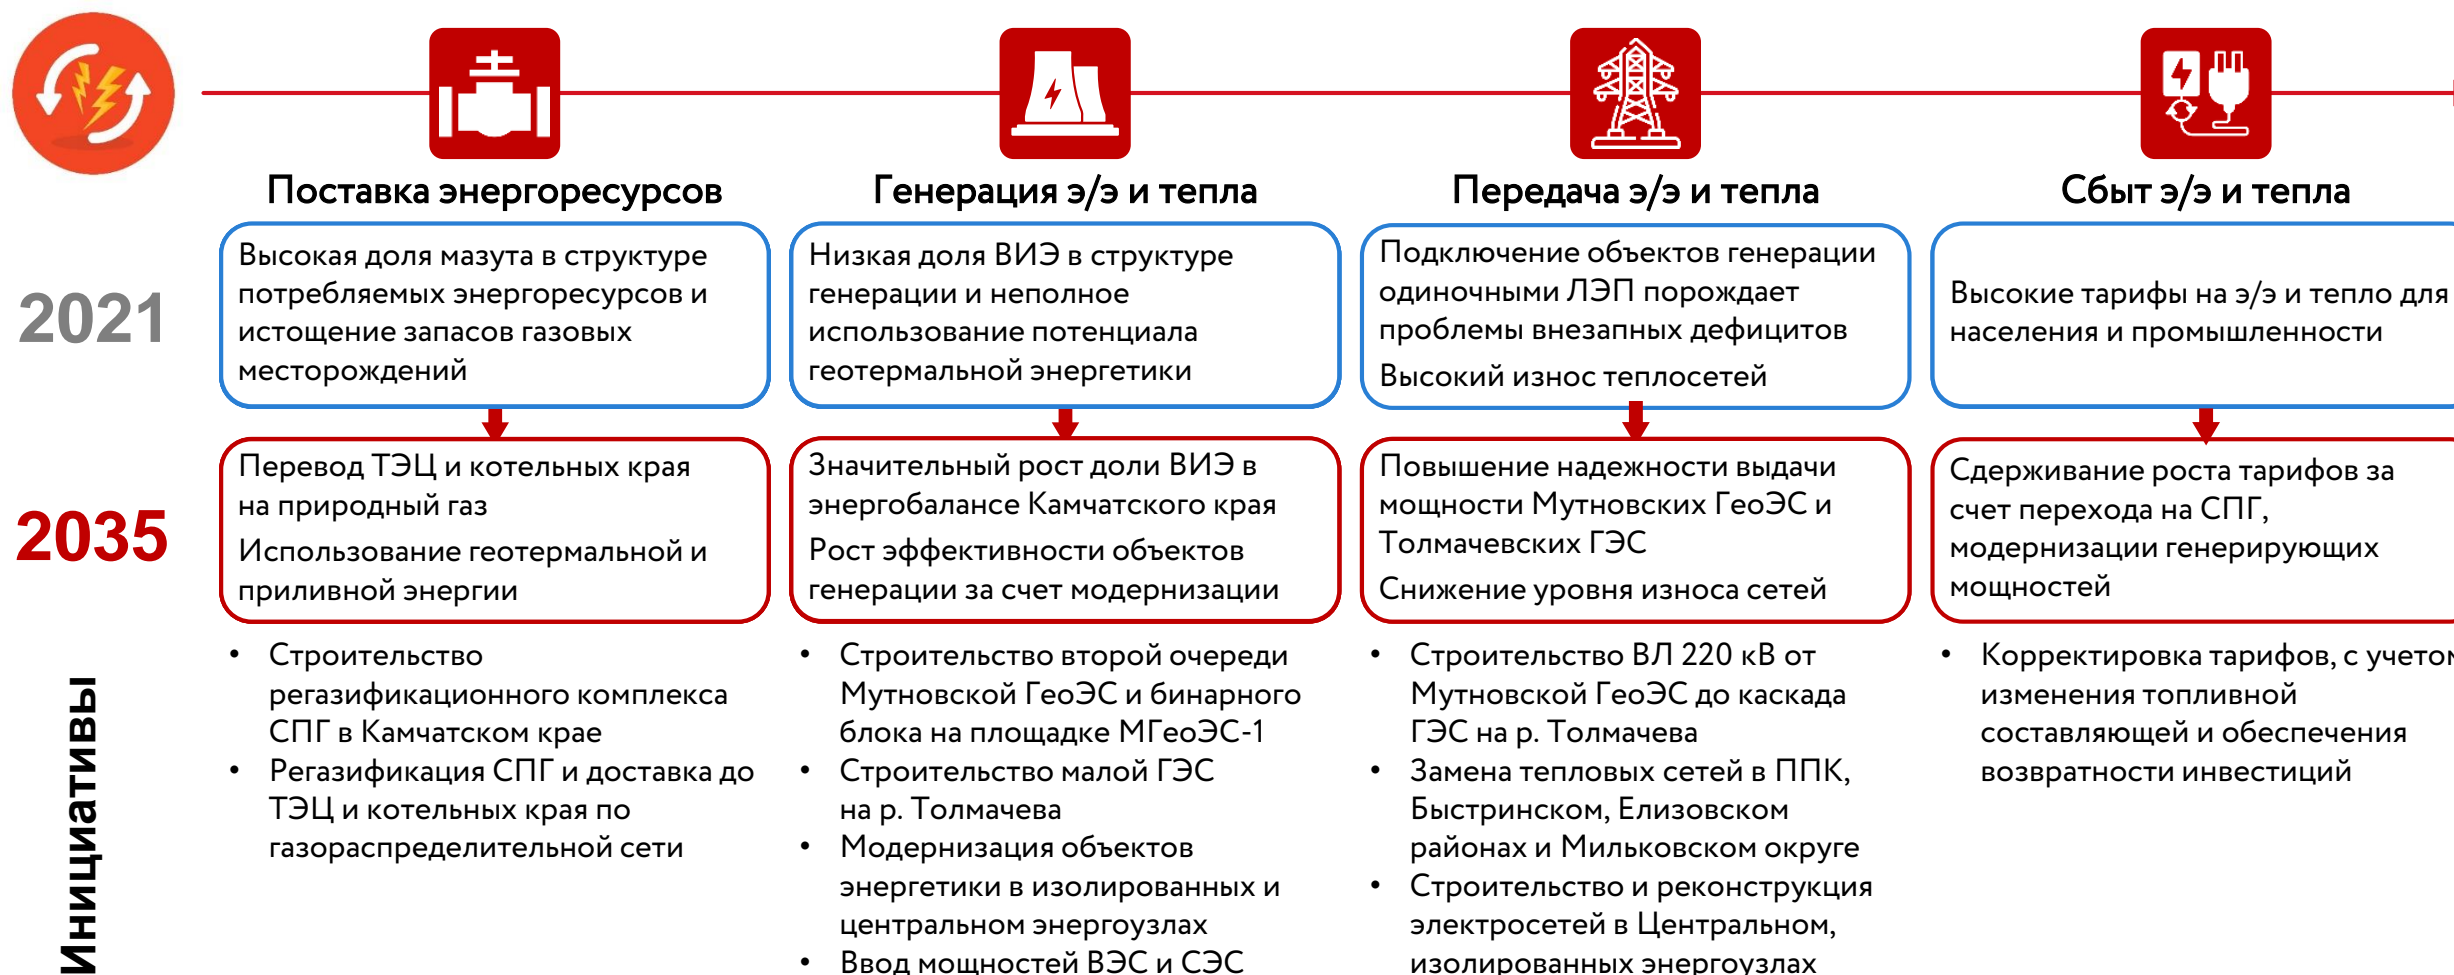 Поставка энергоресурсов
Генерация э/э и тепла
Передача э/э и тепла
Сбыт э/э и тепла
2021
Высокая доля мазута в структуре
потребляемых энергоресурсов и
истощение запасов газовых
месторождений
Низкая доля ВИЭ в структуре
генерации и неполное
использование потенциала
геотермальной энергетики
Подключение объектов генерации
одиночными ЛЭП порождает
проблемы внезапных дефицитов
Высокий износ теплосетей
Высокие тарифы на э/э и тепло для
населения и промышленности
2035
Перевод ТЭЦ и котельных края
на природный газ
Использование геотермальной и
приливной энергии
Значительный рост доли ВИЭ в
энергобалансе Камчатского края
Рост эффективности объектов
генерации за счет модернизации
Повышение надежности выдачи
мощности Мутновских ГеоЭС и
Толмачевских ГЭС
Снижение уровня износа сетей
Сдерживание роста тарифов за
счет перехода на СПГ,
модернизации генерирующих
мощностей
Инициативы
• Строительство
регазификационного комплекса
СПГ в Камчатском крае
• Регазификация СПГ и доставка до
ТЭЦ и котельных края по
газораспределительной сети
• Строительство второй очереди
Мутновской ГеоЭС и бинарного
блока на площадке МГеоЭС-1
• Строительство малой ГЭС
на р. Толмачева
• Модернизация объектов
энергетики в изолированных и
центральном энергоузлах
• Ввод мощностей ВЭС и СЭС
• Строительство ВЛ 220 кВ от
Мутновской ГеоЭС до каскада
ГЭС на р. Толмачева
• Замена тепловых сетей в ППК,
Быстринском, Елизовском
районах и Мильковском округе
• Строительство и реконструкция
электросетей в Центральном,
изолированных энергоузлах
• Корректировка тарифов, с учетом
изменения топливной
составляющей и обеспечения
возвратности инвестиций